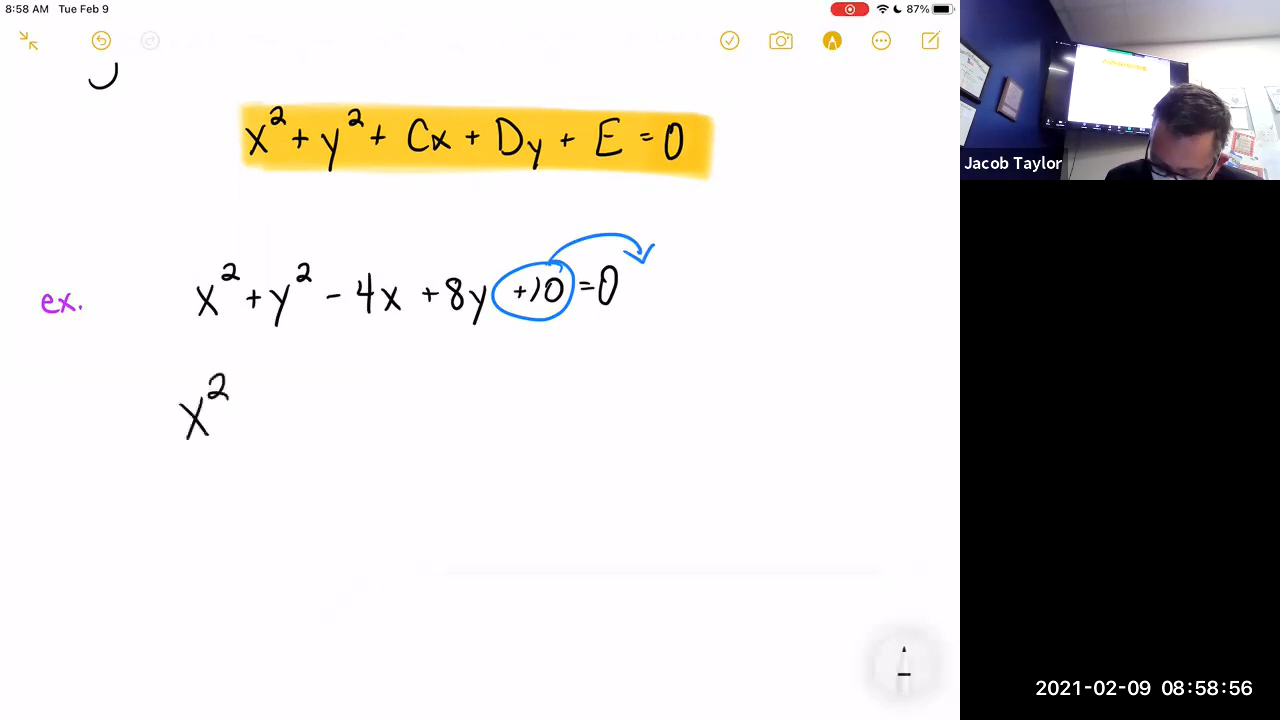 8:58 AM Tue Feb 9
87%
x² + y² + Cx + Dy + E = 0
ex. x² + y² - 4x + 8y +10 = 0
x²
Jacob Taylor
2021-02-09 08:58:56